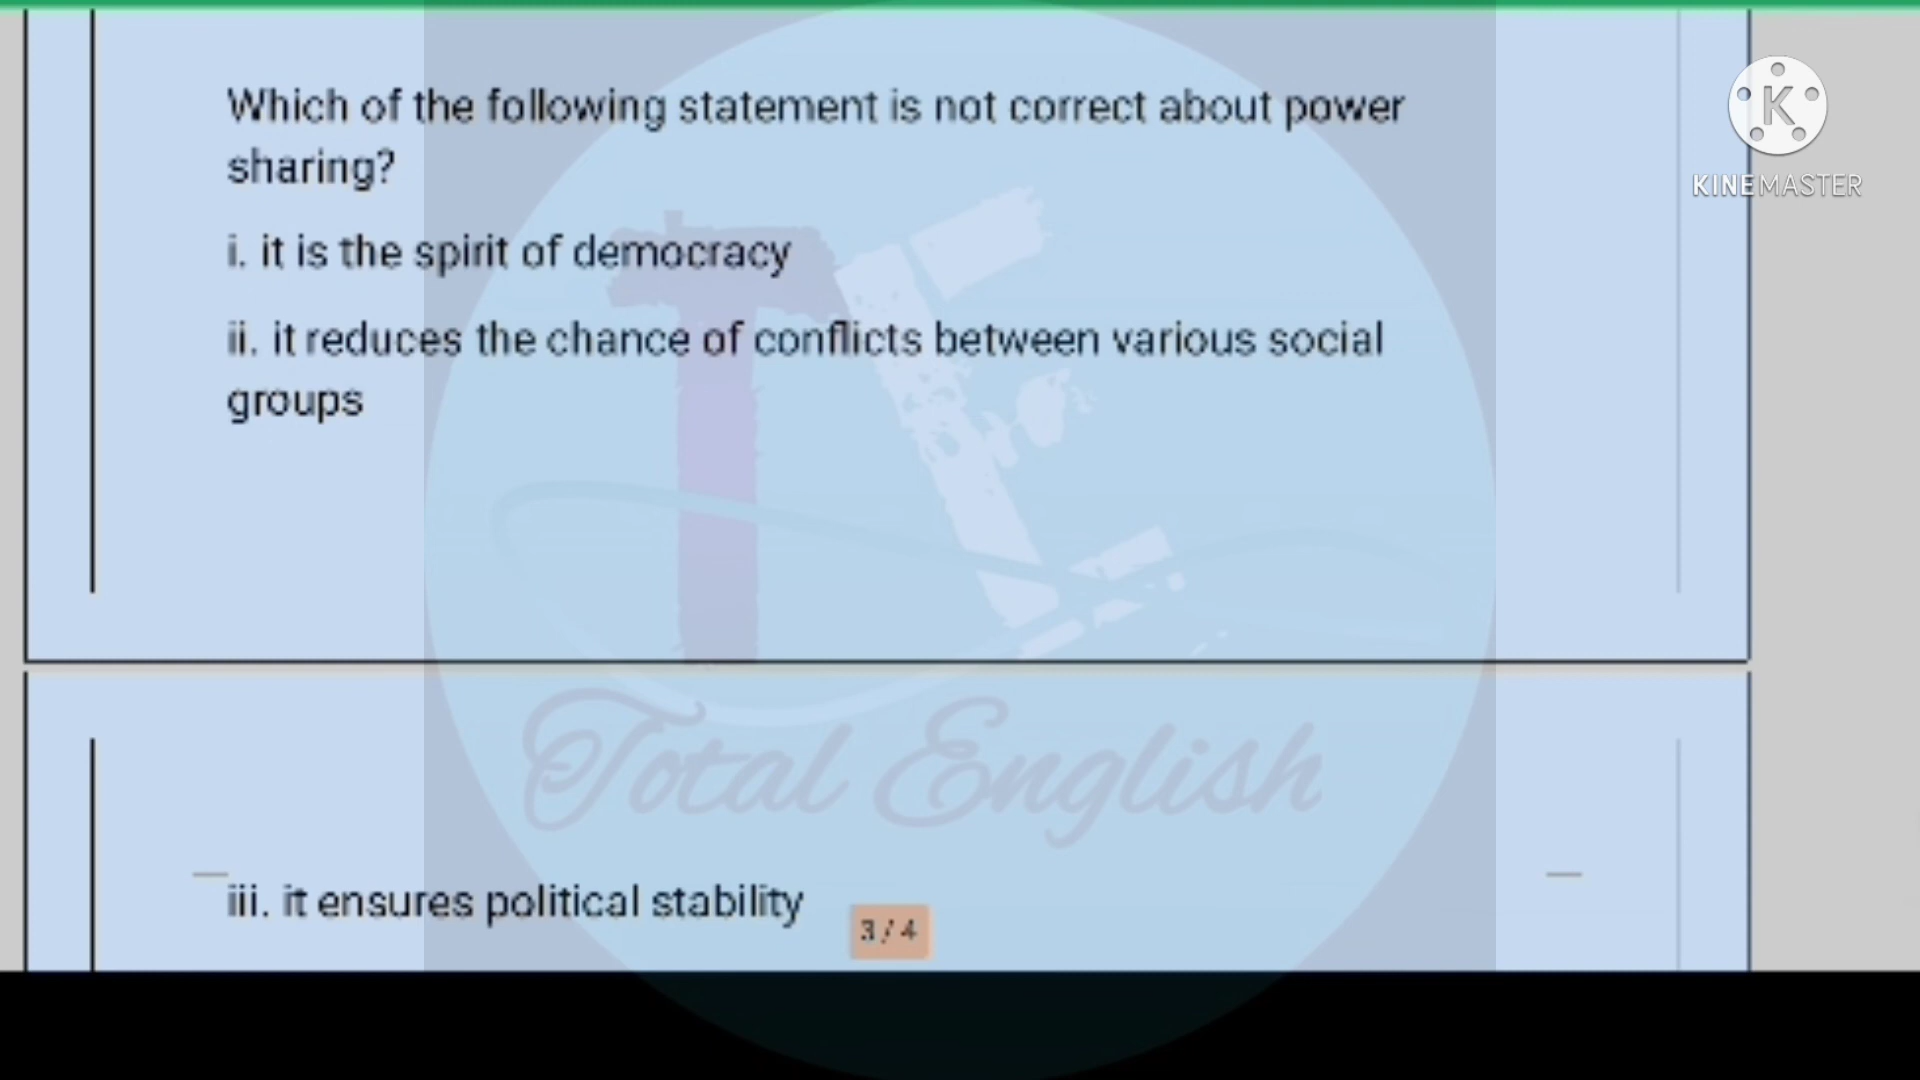 Which of the following statement is not correct about power
sharing?
i. it is the spirit of democracy
ii. it reduces the chance of conflicts between various social
groups
iii. it ensures political stability
3 / 4
K
KINEMASTER
TE
Total English